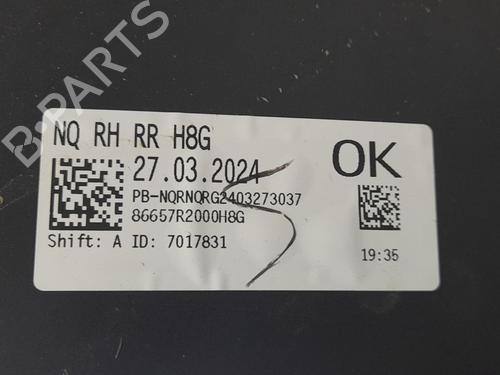 NQ RH RR H8G
27.03.2024
PB-NQRNQRG2403273037
86657R2000H8G
Shift: A ID: 7017831
OK
19:35
B-PARTS